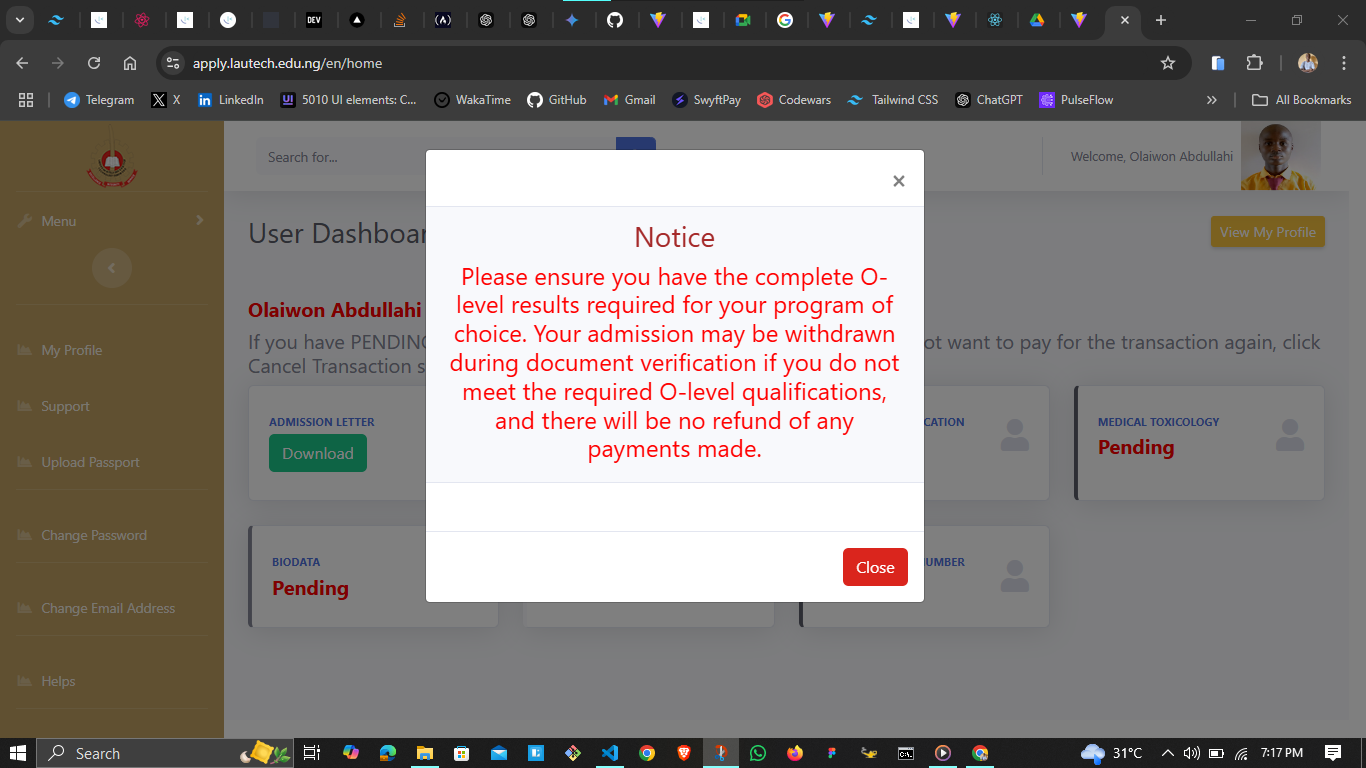 DEV
apply.lautech.edu.ng/en/home
Telegram
X
LinkedIn
5010 UI elements: C...
WakaTime
GitHub
Gmail
SwyftPay
Codewars
Tailwind CSS
ChatGPT
PulseFlow
All Bookmarks
Search for...
Welcome, Olaiwon Abdullahi
Menu
User Dashboar
View My Profile
Notice
Please ensure you have the complete O-
level results required for your program of
choice. Your admission may be withdrawn
during document verification if you do not
meet the required O-level qualifications,
and there will be no refund of any
payments made.
Close
Olaiwon Abdullahi
If you have PENDING
ot want to pay for the transaction again, click
Cancel Transaction s
My Profile
Support
Upload Passport
Change Password
Change Email Address
Helps
ADMISSION LETTER
Download
CATION
MEDICAL TOXICOLOGY
Pending
BIODATA
Pending
UMBER
Search
31°C
7:17 PM